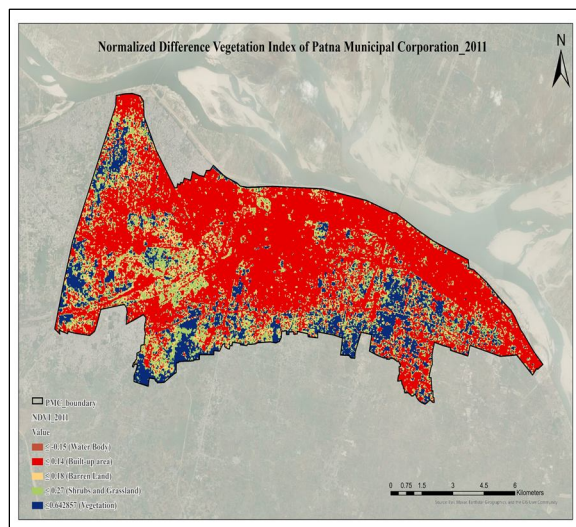 Normalized Difference Vegetation Index of Patna Municipal Corporation_2011
N
PMC_boundary
NDVI_2011
Value
≤ -0.15 (Water Body)
≤ 0.14 (Built-up area)
≤ 0.18 (Barren Land)
≤ 0.27 (Shrubs and Grassland)
≤0.642857 (Vegetation)
0 0.75 1.5 3 4.5 6
Kilometers